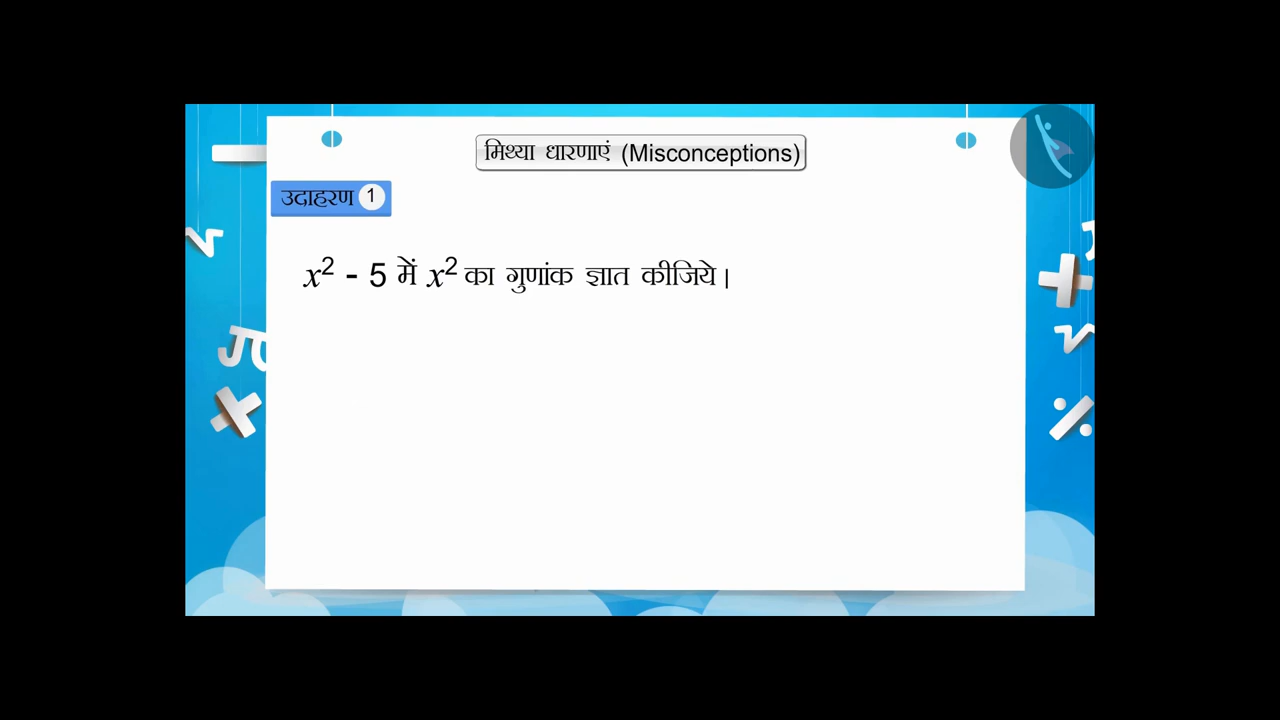 मिथ्या धारणाएं (Misconceptions)
उदाहरण 1
x² - 5 में x² का गुणांक ज्ञात कीजिये।